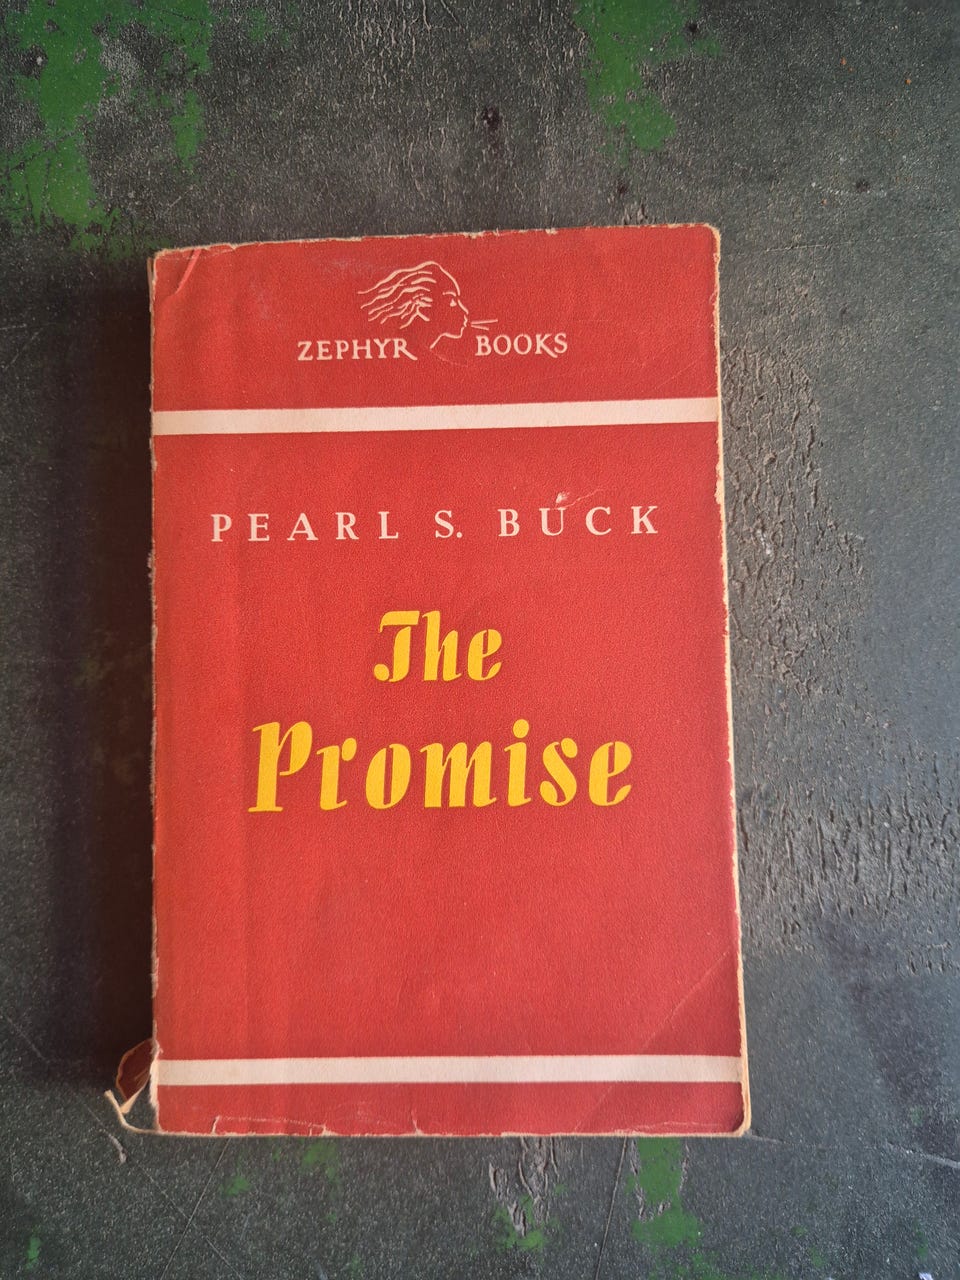 ZEPHYR BOOKS
PEARL S. BUCK
The
Promise